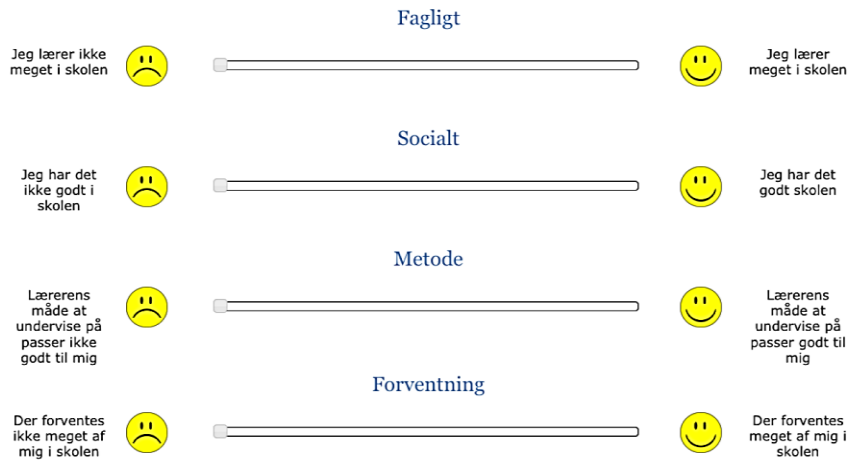 Fagligt
Jeg lærer ikke
meget i skolen
Jeg lærer
meget i skolen
Socialt
Jeg har det
ikke godt i
skolen
Jeg har det
godt skolen
Metode
Lærerens
måde at
undervise på
passer ikke
godt til mig
Lærerens
måde at
undervise på
passer godt til
mig
Forventning
Der forventes
ikke meget af
mig i skolen
Der forventes
meget af mig i
skolen